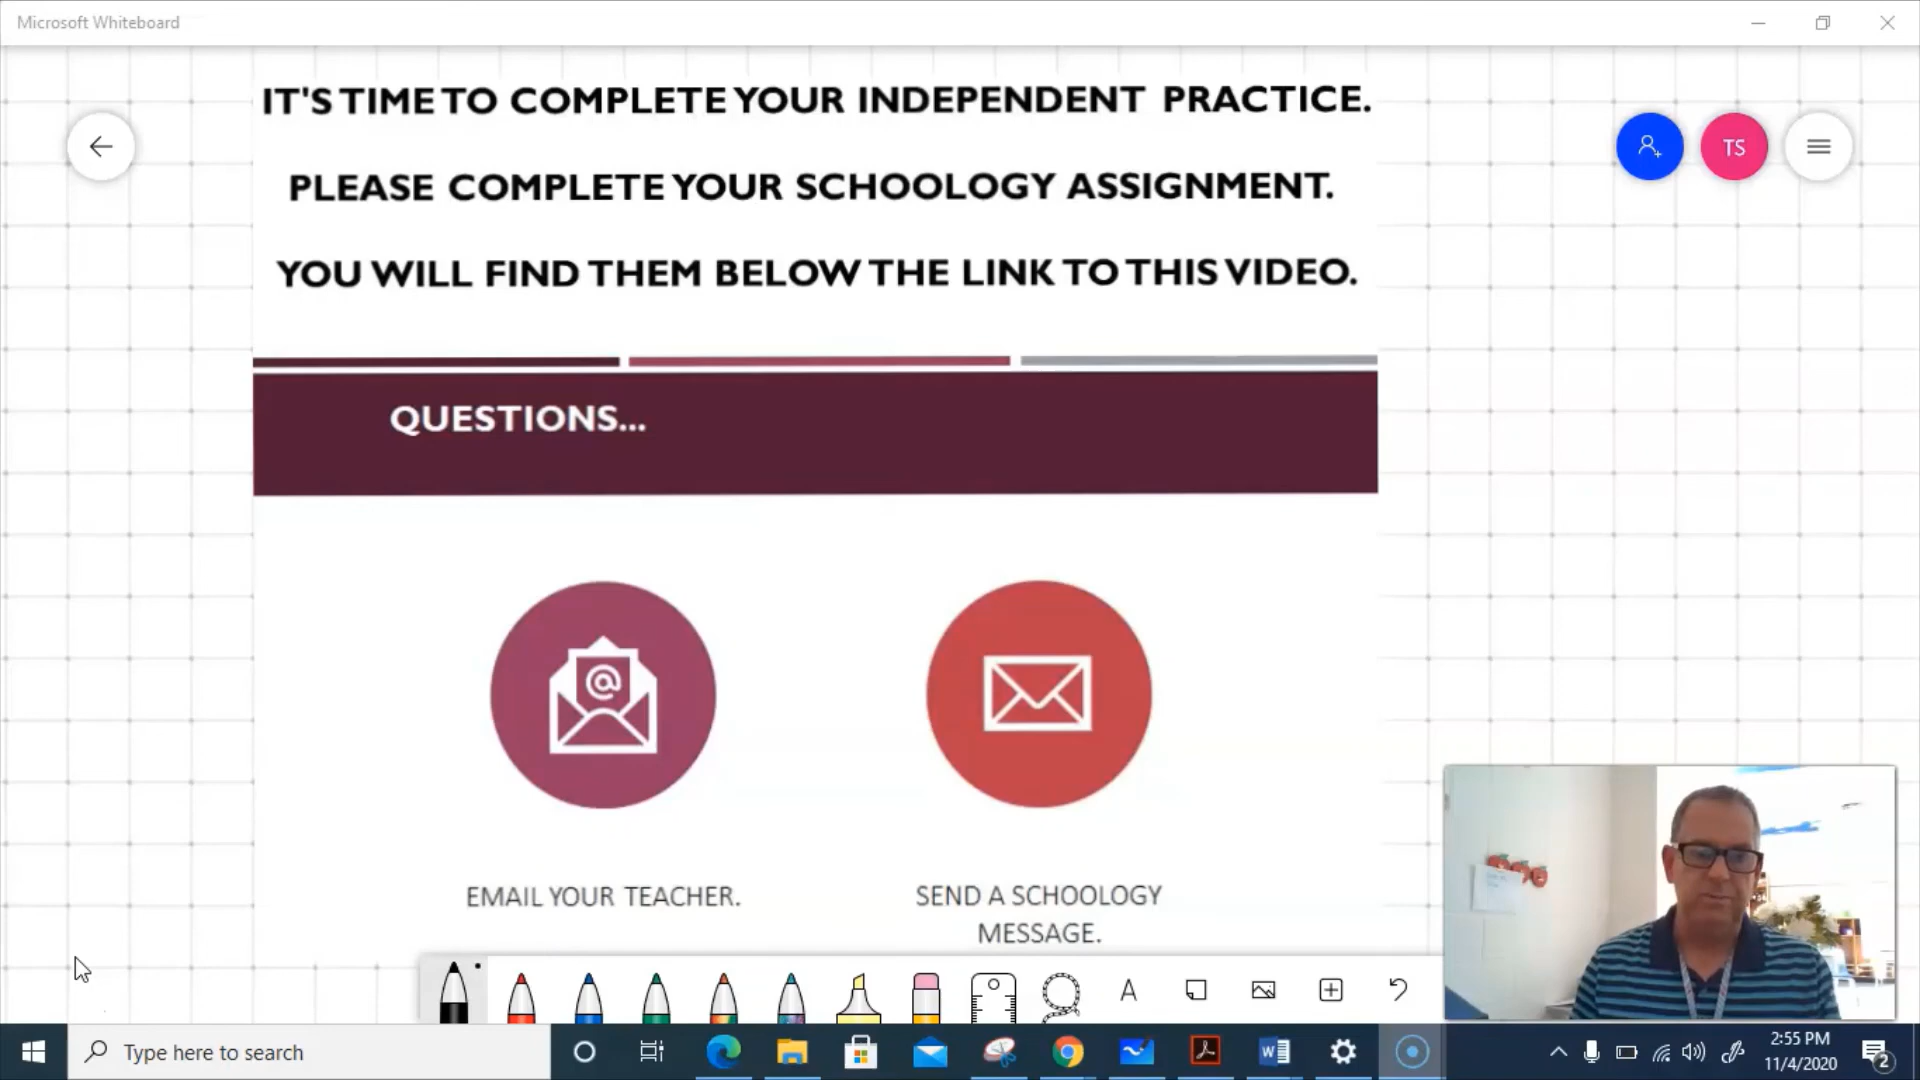 Microsoft Whiteboard
IT'S TIME TO COMPLETE YOUR INDEPENDENT PRACTICE.
PLEASE COMPLETE YOUR SCHOOLOGY ASSIGNMENT.
TS
YOU WILL FIND THEM BELOW THE LINK TO THIS VIDEO.
QUESTIONS...
@
EMAIL YOUR TEACHER.
SEND A SCHOOLOGY
MESSAGE.
A
Type here to search
W
2:55 PM
11/4/2020
2